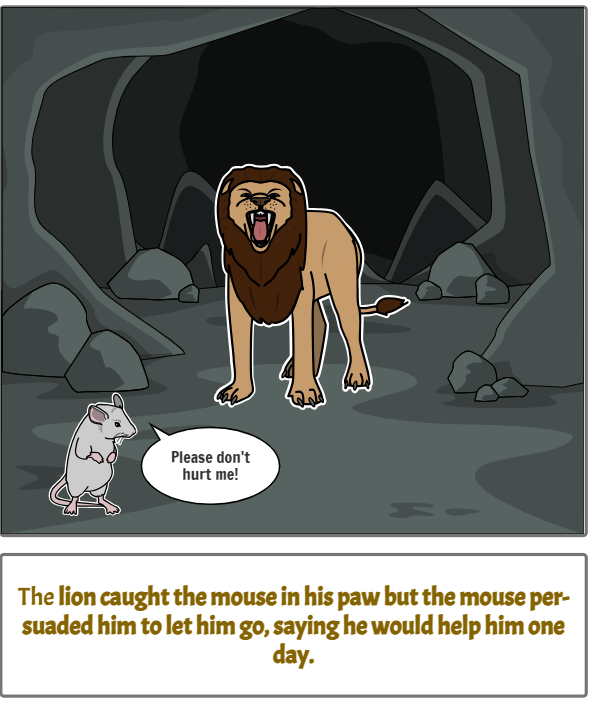 Please don't
hurt me!
The lion caught the mouse in his paw but the mouse per-
suaded him to let him go, saying he would help him one
day.